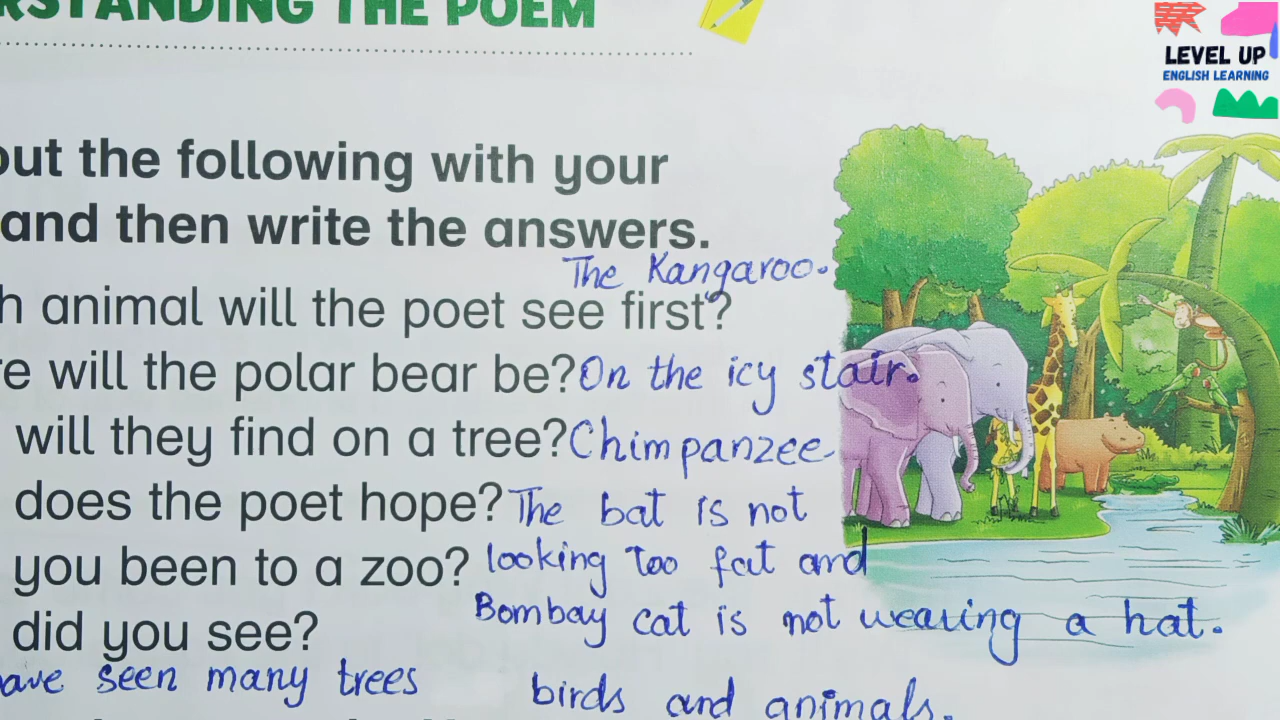 RSTANDING THE POEM
LEVEL UP
ENGLISH LEARNING
out the following with your
and then write the answers.
The Kangaroo.
h animal will the poet see first?
re will the polar bear be? On the icy stair.
will they find on a tree? Chimpanzee
does the poet hope? The bat is not
you been to a zoo? looking too fat and
Bombay cat is not wearing a hat.
did you see?
ave seen many trees birds and animals.